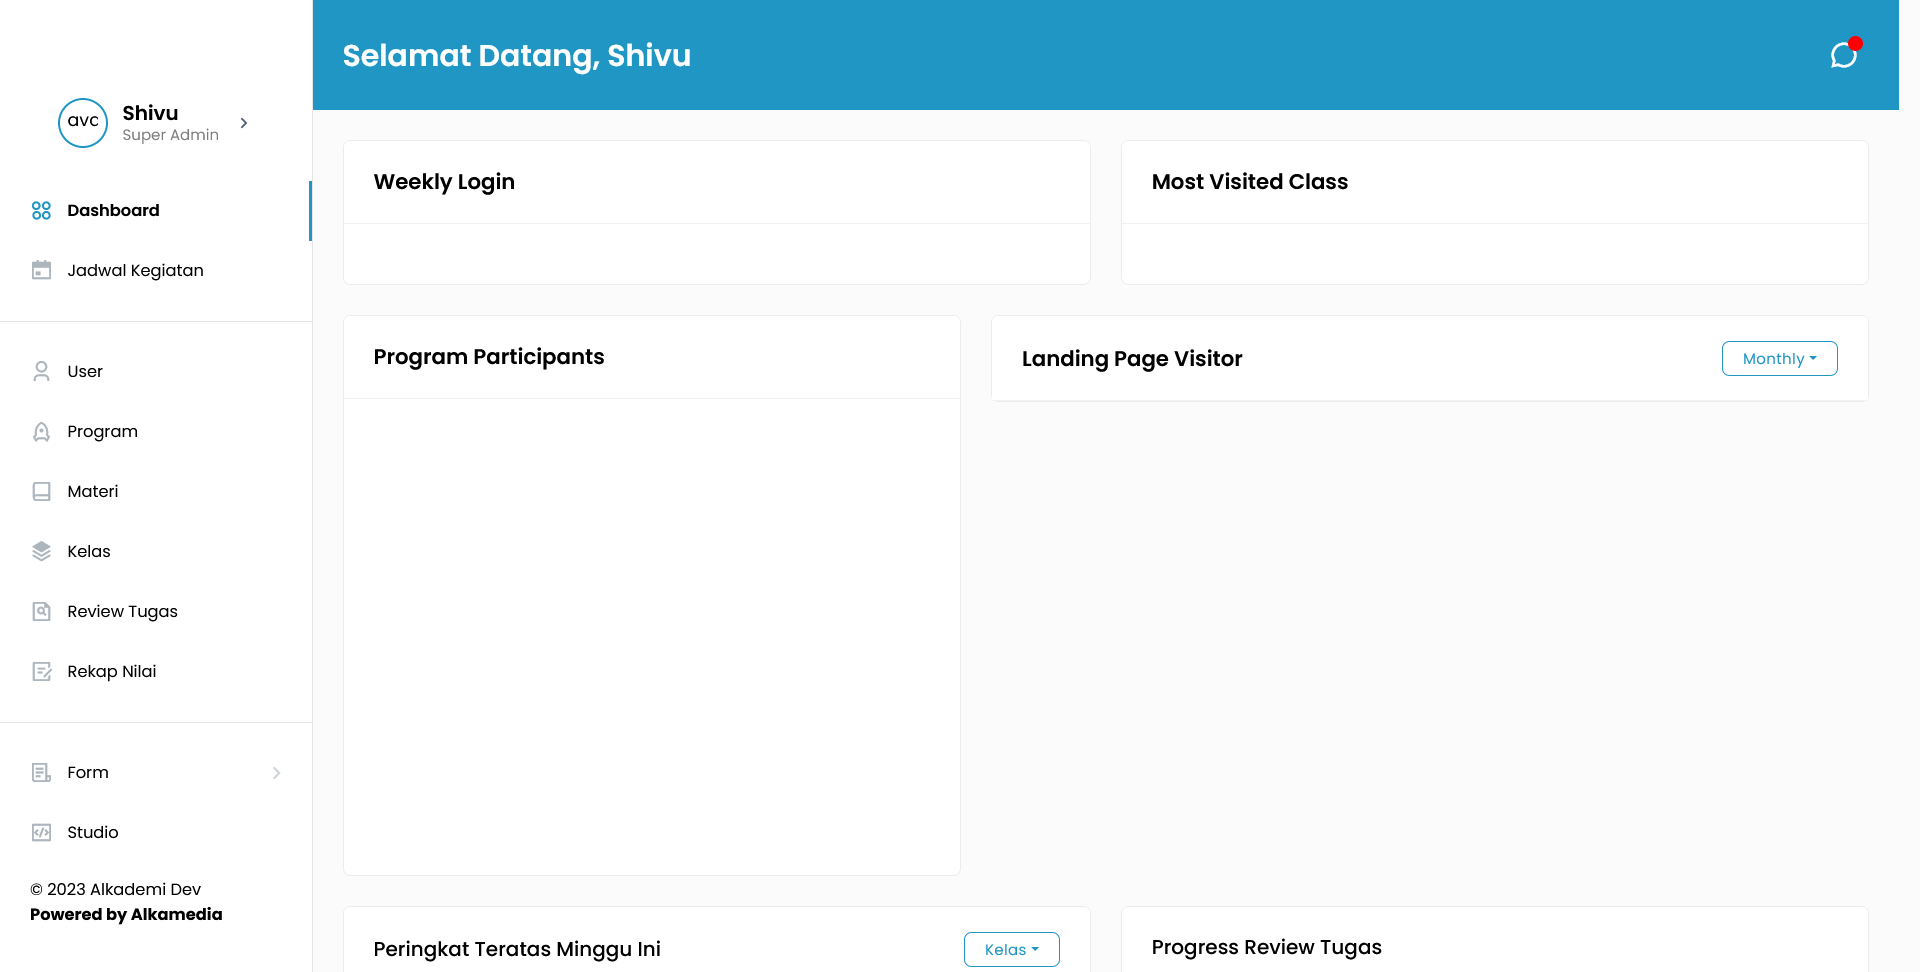 avc
Shivu
Super Admin
Dashboard
Jadwal Kegiatan
User
Program
Materi
Kelas
Review Tugas
Rekap Nilai
Form
Studio
© 2023 Alkademi Dev
Powered by Alkamedia
Selamat Datang, Shivu
Weekly Login
Most Visited Class
Program Participants
Landing Page Visitor
Monthly
Peringkat Teratas Minggu Ini
Kelas
Progress Review Tugas